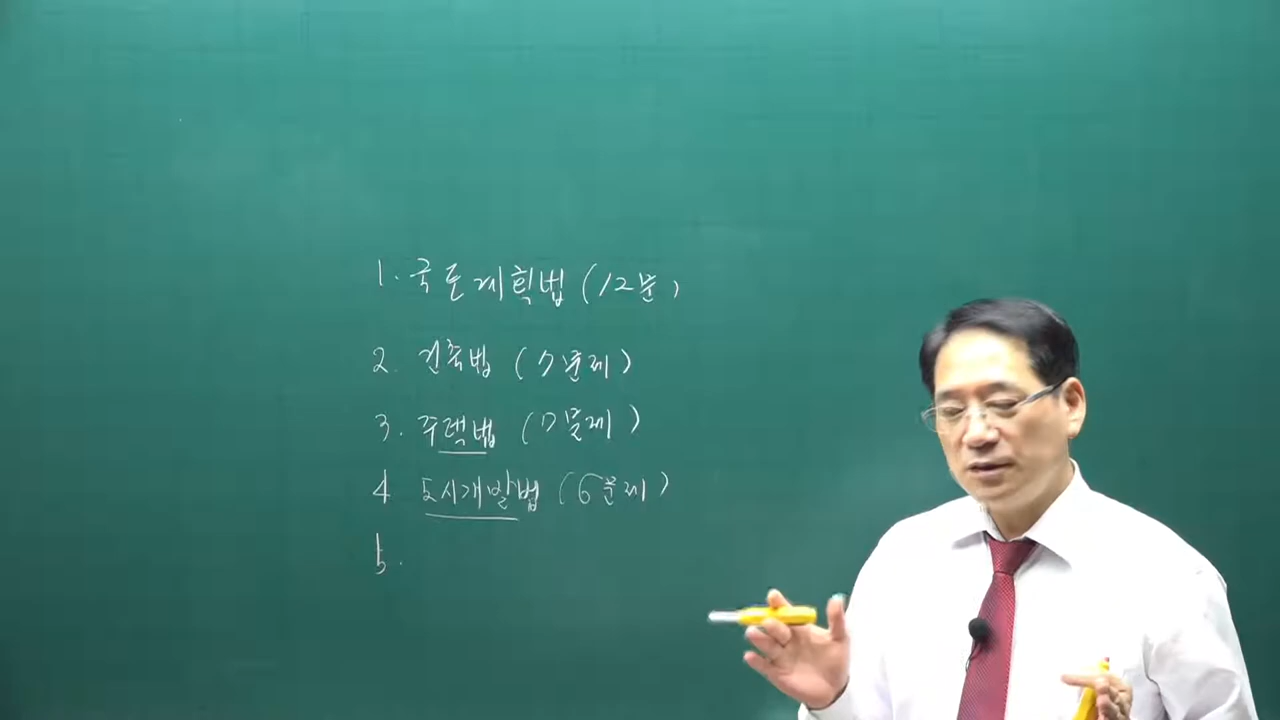 1. 국토계획법 (12문)
2. 건축법 (7문제)
3. 주택법 (7문제)
4 도시개발법 (6문제)
5.